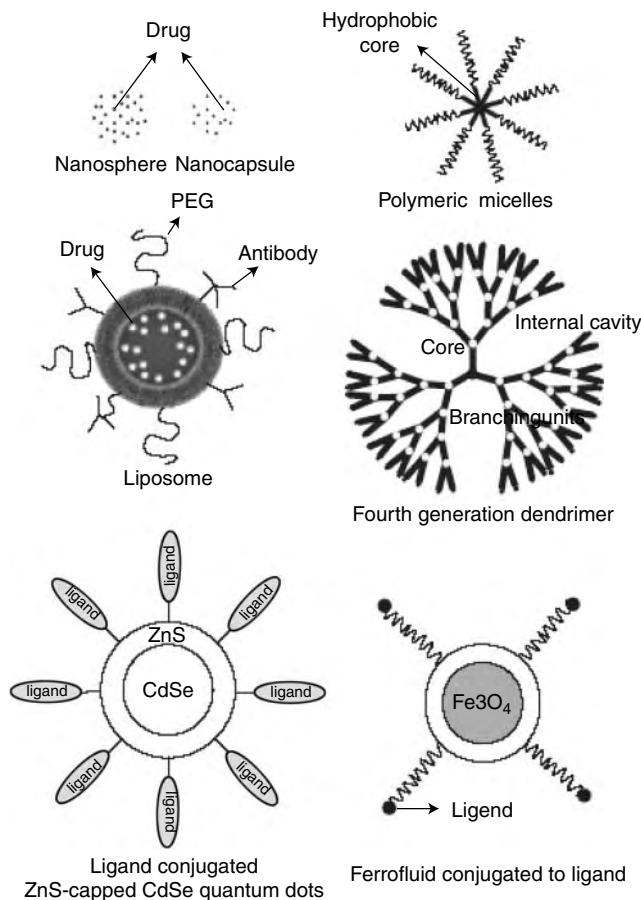 Drug
Nanosphere Nanocapsule
Hydrophobic
core
Polymeric micelles
PEG
Drug
Antibody
Liposome
Internal cavity
Core
Branchingunits
Fourth generation dendrimer
ligand
ligand
ligand
ZnS
ligand
CdSe
ligand
ligand
ligand
ligand
Ligand conjugated
ZnS-capped CdSe quantum dots
Fe3O₄
Ligend
Ferrofluid conjugated to ligand